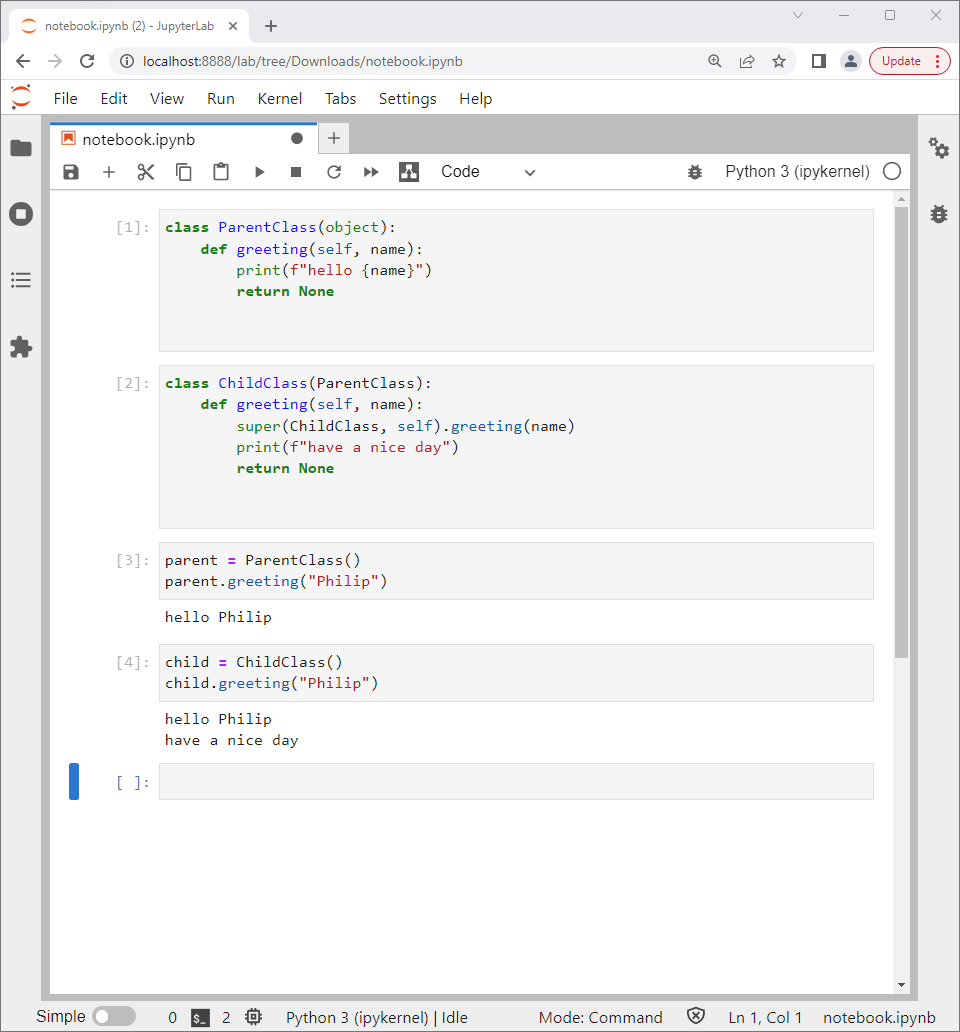 notebook.ipynb (2) - JupyterLab
localhost:8888/lab/tree/Downloads/notebook.ipynb
Update
File Edit View Run Kernel Tabs Settings Help
notebook.ipynb
Code Python 3 (ipykernel)
[1]: class ParentClass(object):
    def greeting(self, name):
        print(f"hello {name}")
        return None
[2]: class ChildClass(ParentClass):
    def greeting(self, name):
        super(ChildClass, self).greeting(name)
        print(f"have a nice day")
        return None
[3]: parent = ParentClass()
parent.greeting("Philip")
hello Philip
[4]: child = ChildClass()
child.greeting("Philip")
hello Philip
have a nice day
[ ]:
Simple 0 $_ 2 Python 3 (ipykernel) | Idle Mode: Command Ln 1, Col 1 notebook.ipynb